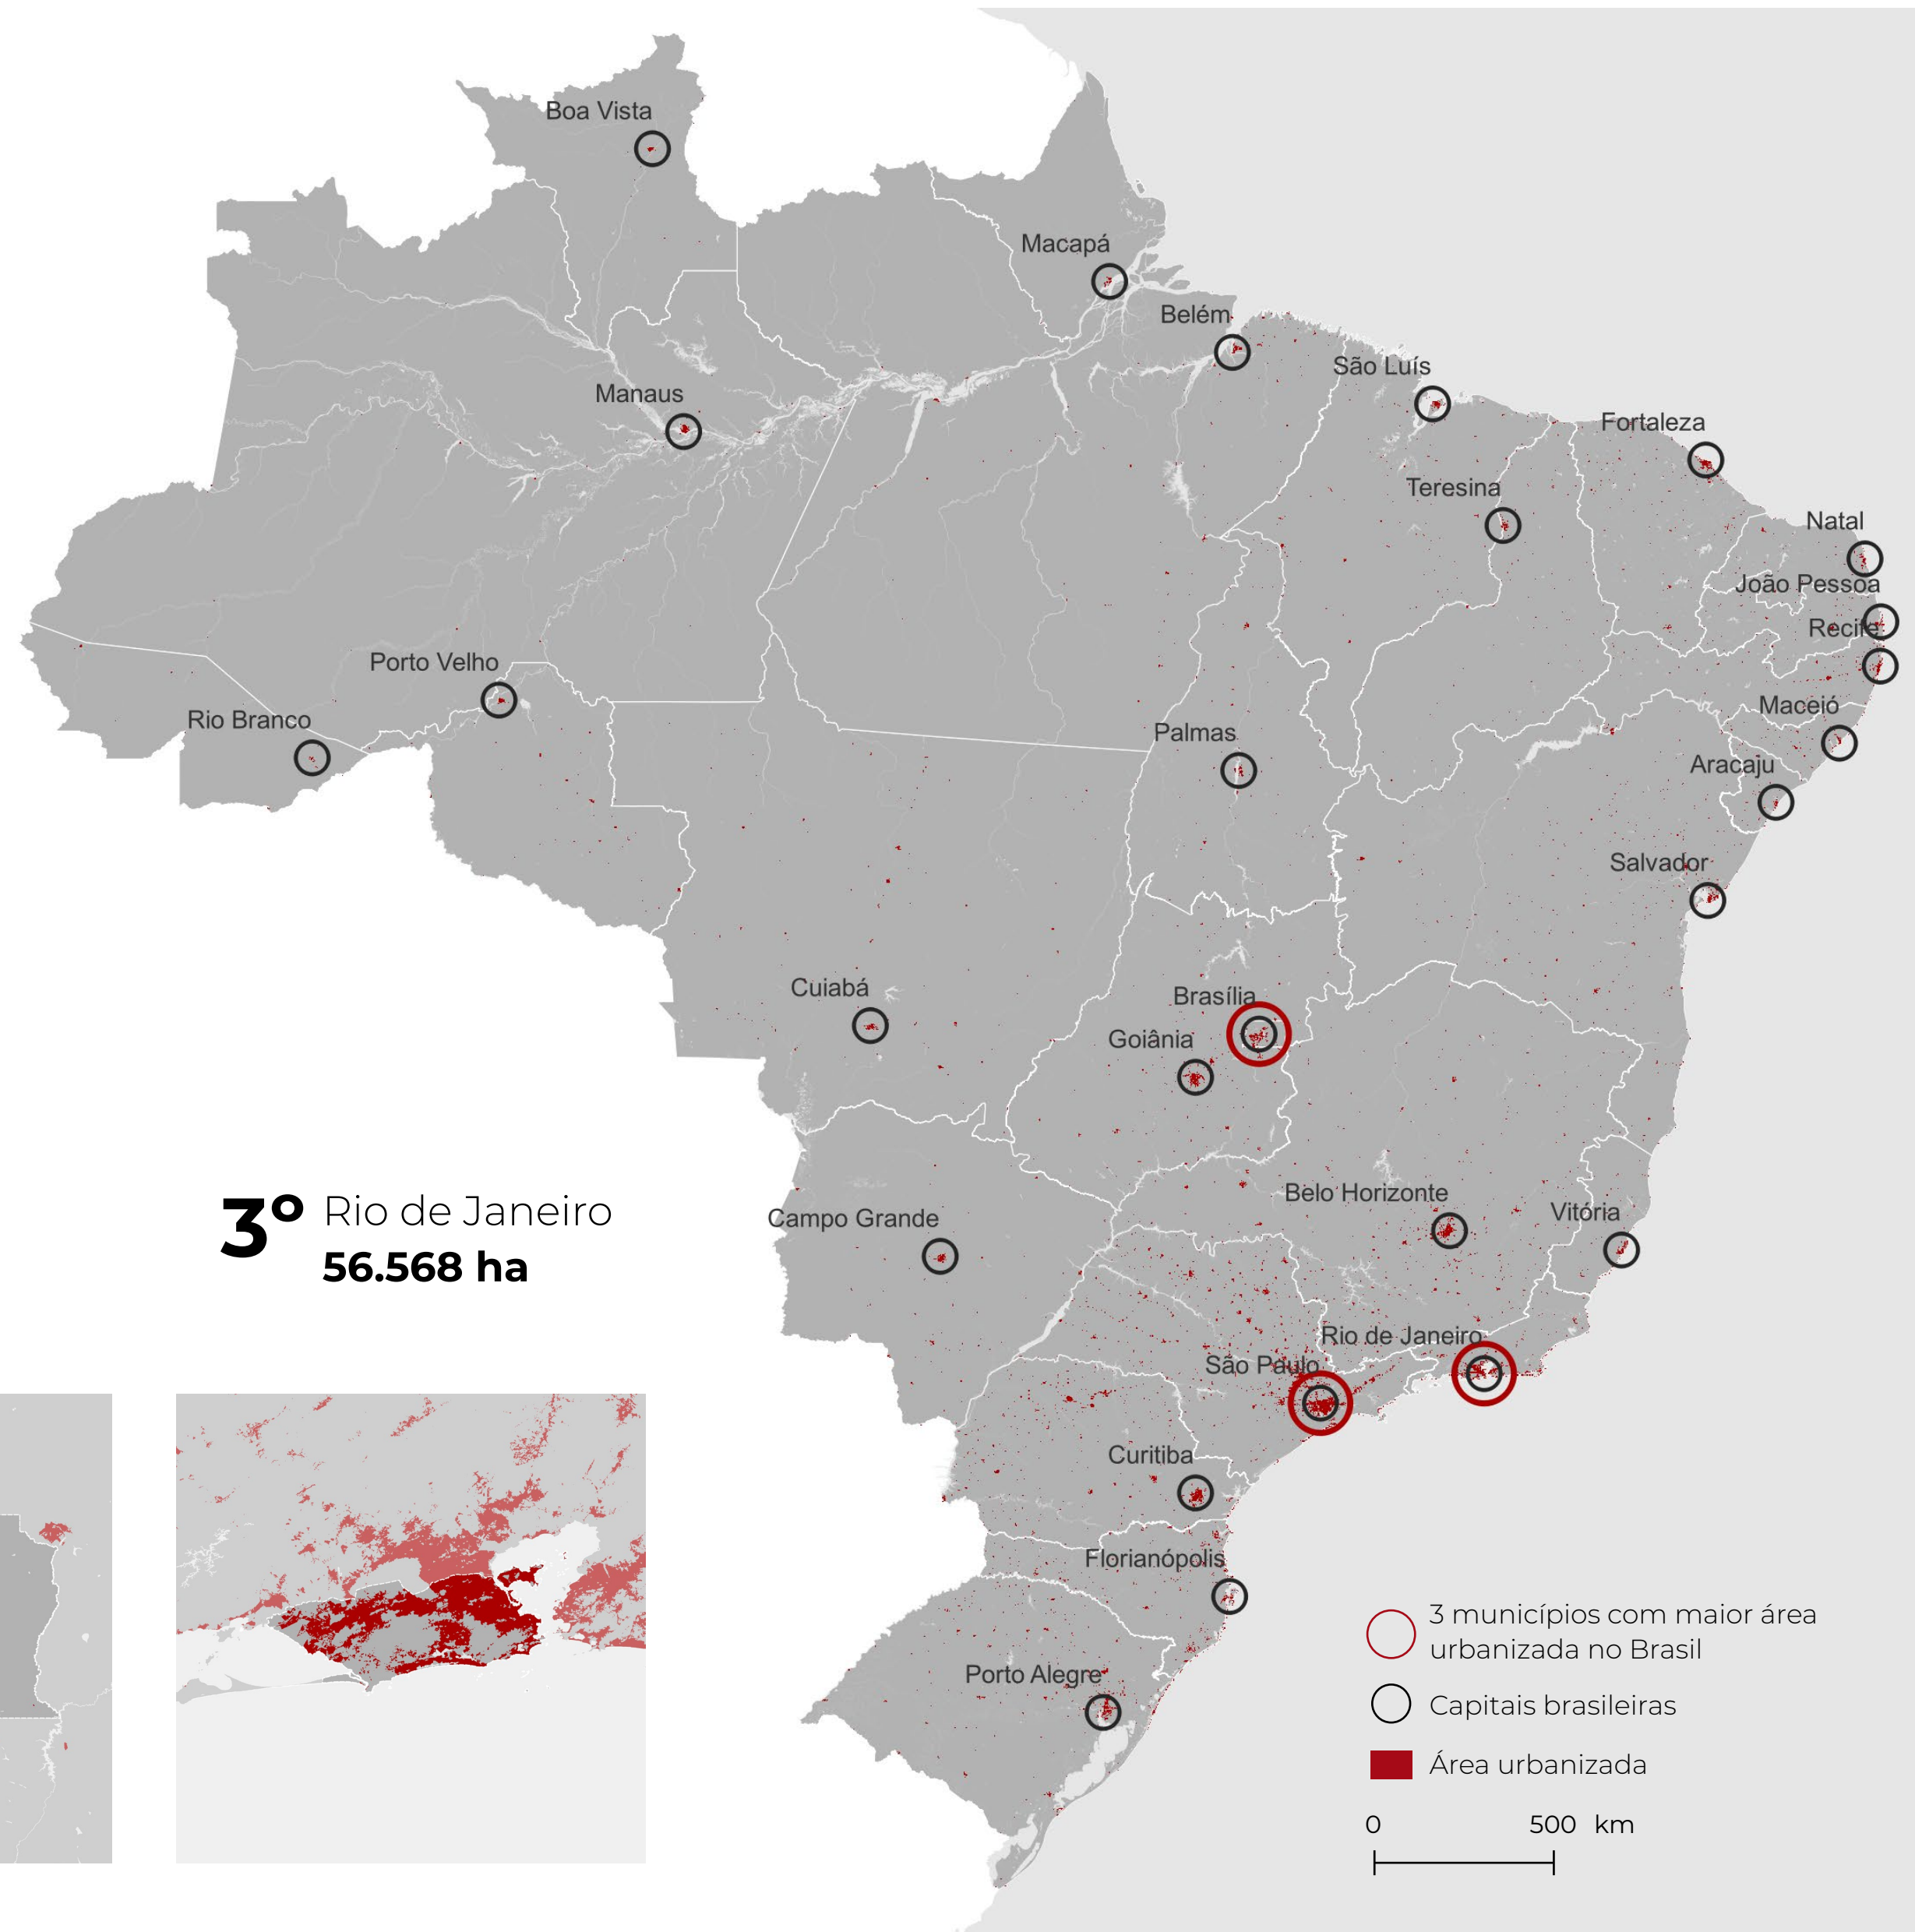 Boa Vista
Macapá
Belém
São Luís
Manaus
Fortaleza
Teresina
Natal
João Pessoa
Recife
Porto Velho
Maceió
Rio Branco
Palmas
Aracaju
Salvador
Cuiabá
Brasília
Goiânia
Belo Horizonte
Vitória
Campo Grande
3º Rio de Janeiro
56.568 ha
Rio de Janeiro
São Paulo
Curitiba
Florianópolis
Porto Alegre
3 municípios com maior área
urbanizada no Brasil
Capitais brasileiras
Área urbanizada
0 500 km